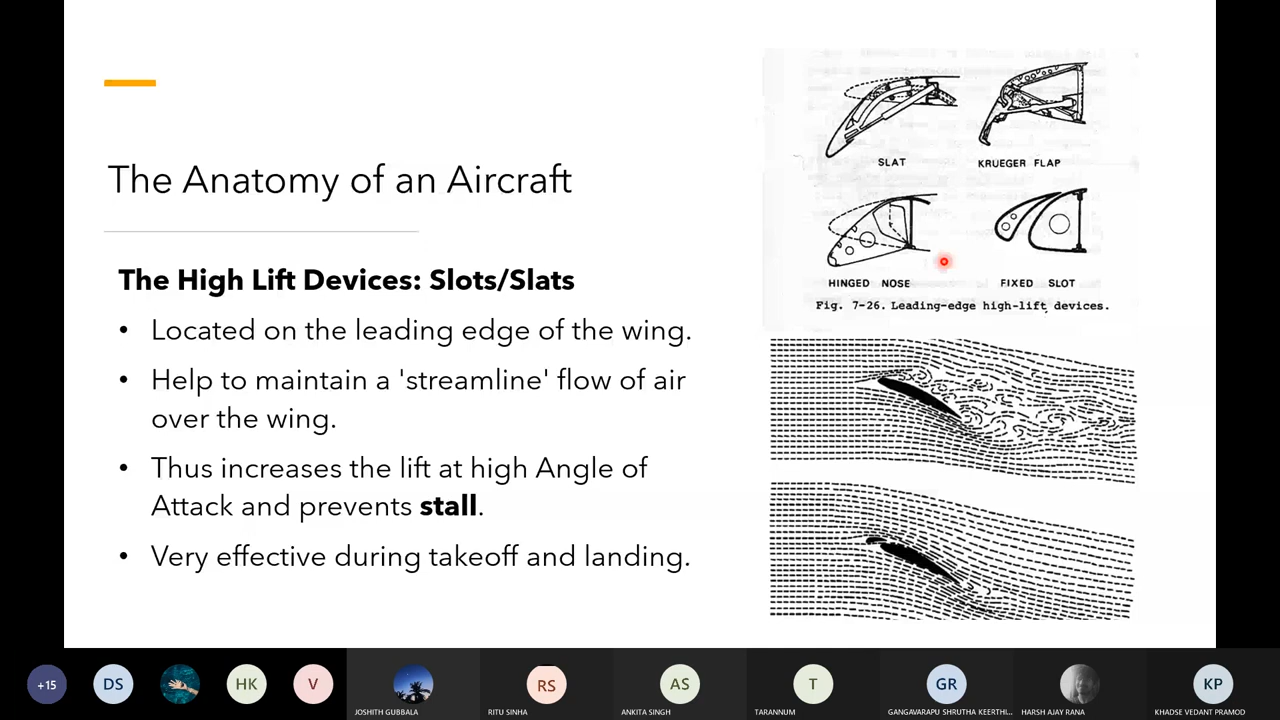 The Anatomy of an Aircraft
The High Lift Devices: Slots/Slats
• Located on the leading edge of the wing.
• Help to maintain a 'streamline' flow of air
over the wing.
• Thus increases the lift at high Angle of
Attack and prevents stall.
• Very effective during takeoff and landing.
SLAT
KRUEGER FLAP
HINGED NOSE
FIXED SLOT
Fig. 7-26. Leading-edge high-lift devices.
+15
DS
HK
V
JOSHITH GUBBALA
RS
RITU SINHA
AS
ANKITA SINGH
T
TARANNUM
GR
GANGAVARAPU SHRUTHA KEERTHI...
HARSH AJAY RANA
KP
KHADSE VEDANT PRAMOD